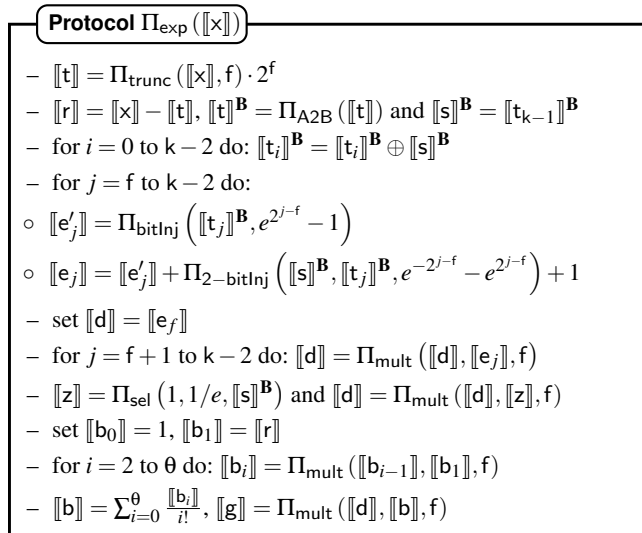 Protocol Π_exp(⟦x⟧)
– ⟦t⟧ = Π_trunc(⟦x⟧, f) · 2^f
– ⟦r⟧ = ⟦x⟧ − ⟦t⟧, ⟦t⟧^B = Π_A2B(⟦t⟧) and ⟦s⟧^B = ⟦t_{k−1}⟧^B
– for i = 0 to k − 2 do: ⟦t_i⟧^B = ⟦t_i⟧^B ⊕ ⟦s⟧^B
– for j = f to k − 2 do:
○ ⟦e′_j⟧ = Π_bitInj(⟦t_j⟧^B, e^{2^{j−f}} − 1)
○ ⟦e_j⟧ = ⟦e′_j⟧ + Π_{2−bitInj}(⟦s⟧^B, ⟦t_j⟧^B, e^{−2^{j−f}} − e^{2^{j−f}}) + 1
– set ⟦d⟧ = ⟦e_f⟧
– for j = f + 1 to k − 2 do: ⟦d⟧ = Π_mult(⟦d⟧, ⟦e_j⟧, f)
– ⟦z⟧ = Π_sel(1, 1/e, ⟦s⟧^B) and ⟦d⟧ = Π_mult(⟦d⟧, ⟦z⟧, f)
– set ⟦b_0⟧ = 1, ⟦b_1⟧ = ⟦r⟧
– for i = 2 to θ do: ⟦b_i⟧ = Π_mult(⟦b_{i−1}⟧, ⟦b_1⟧, f)
– ⟦b⟧ = ∑_{i=0}^{θ} ⟦b_i⟧/i!, ⟦g⟧ = Π_mult(⟦d⟧, ⟦b⟧, f)